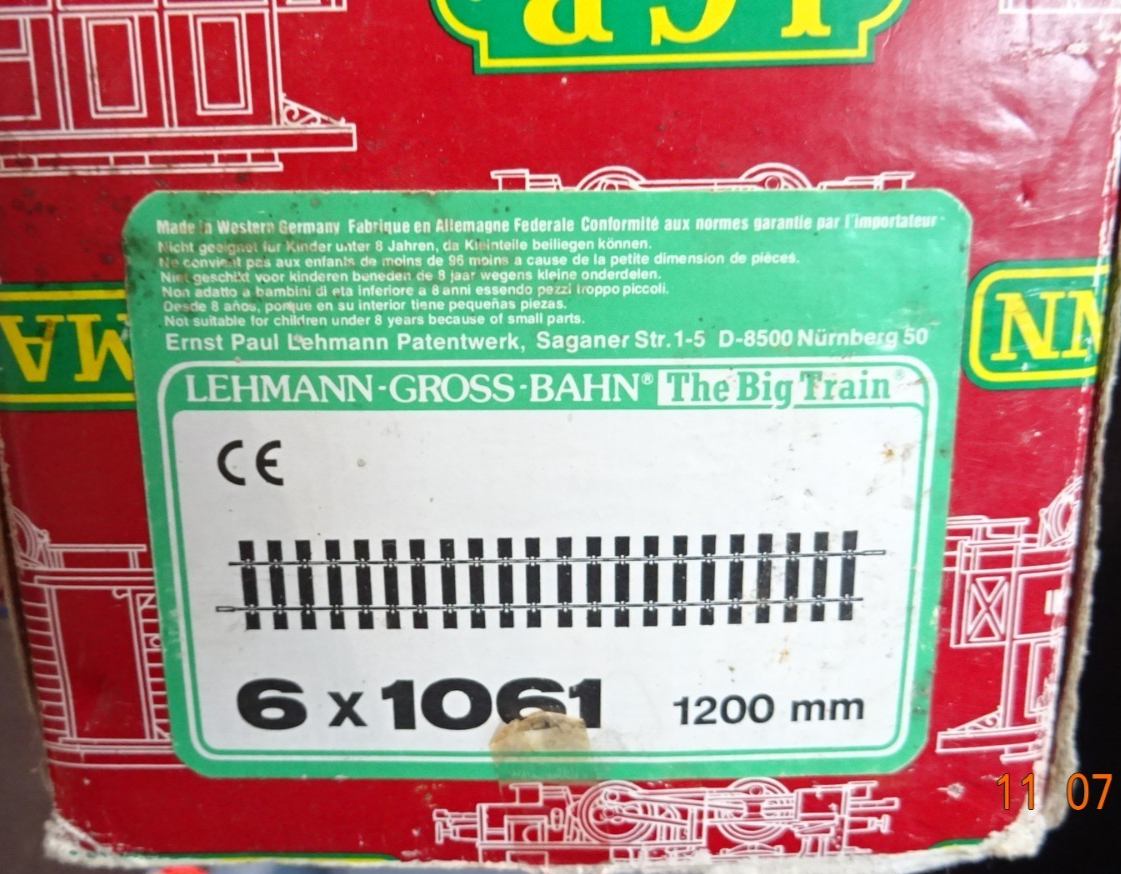 LGB
Made in Western Germany Fabrique en Allemagne Federale Conformité aux normes garantie par l'importateur
Nicht geeignet für Kinder unter 8 Jahren, da Kleinteile beiliegen können.
Ne convient pas aux enfants de moins de 96 moins a cause de la petite dimension de pièces.
Niet geschikt voor kinderen beneden de 8 jaar wegens kleine onderdelen.
Non adatto a bambini di eta inferiore a 8 anni essendo pezzi troppo piccoli.
Desde 8 años, porque en su interior tiene pequeñas piezas.
Not suitable for children under 8 years because of small parts.
Ernst Paul Lehmann Patentwerk, Saganer Str. 1-5 D-8500 Nürnberg 50
LEHMANN-GROSS-BAHN® The Big Train®
MA
NN
CE
6 x 1061 1200 mm
11 07